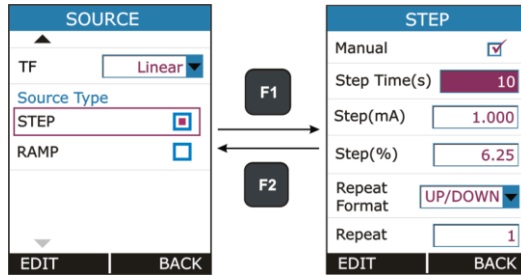 SOURCE
TF Linear
Source Type
STEP
RAMP
EDIT BACK
F1
F2
STEP
Manual
Step Time(s) 10
Step(mA) 1.000
Step(%) 6.25
Repeat
Format UP/DOWN
Repeat 1
EDIT BACK